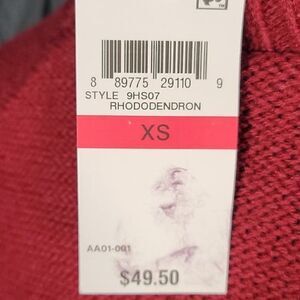 8 89775 29110 9
STYLE 9HS07
RHODODENDRON
XS
AA01-001
$49.50